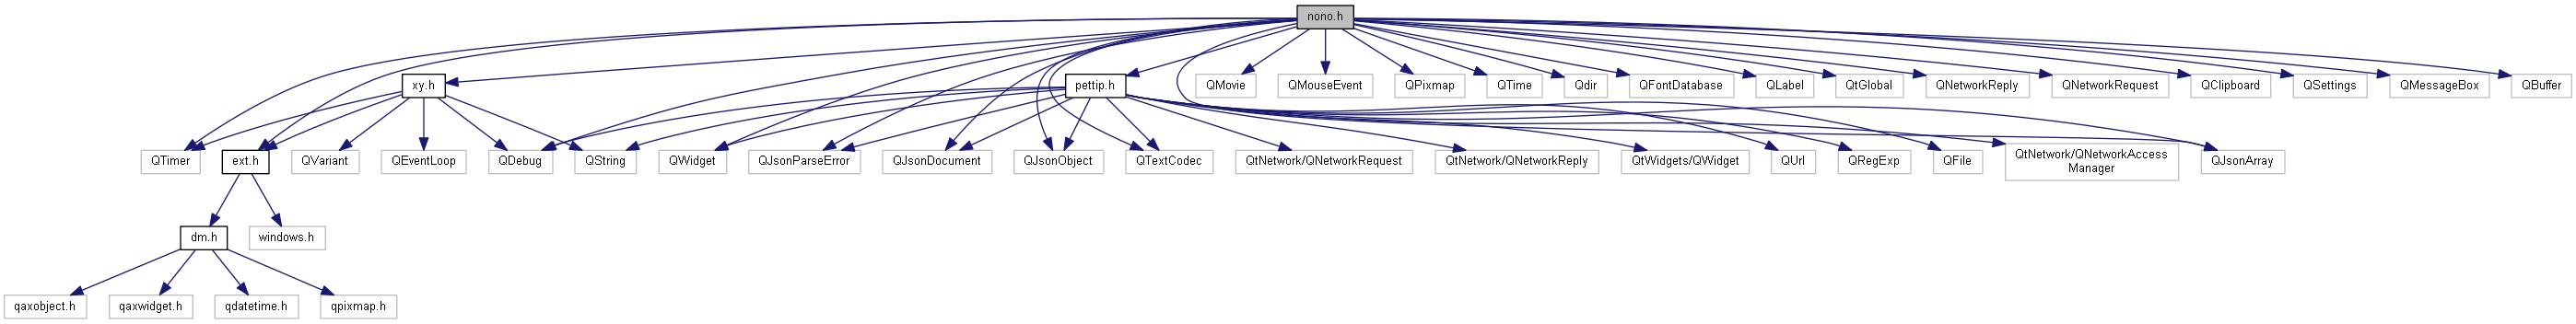 nono.h
xy.h
pettip.h
QMovie
QMouseEvent
QPixmap
QTime
Qdir
QFontDatabase
QLabel
QtGlobal
QNetworkReply
QNetworkRequest
QClipboard
QSettings
QMessageBox
QBuffer
QTimer
ext.h
QVariant
QEventLoop
QDebug
QString
QWidget
QJsonParseError
QJsonDocument
QJsonObject
QTextCodec
QtNetwork/QNetworkRequest
QtNetwork/QNetworkReply
QtWidgets/QWidget
QUrl
QRegExp
QFile
QtNetwork/QNetworkAccess
Manager
QJsonArray
dm.h
windows.h
qaxobject.h
qaxwidget.h
qdatetime.h
qpixmap.h